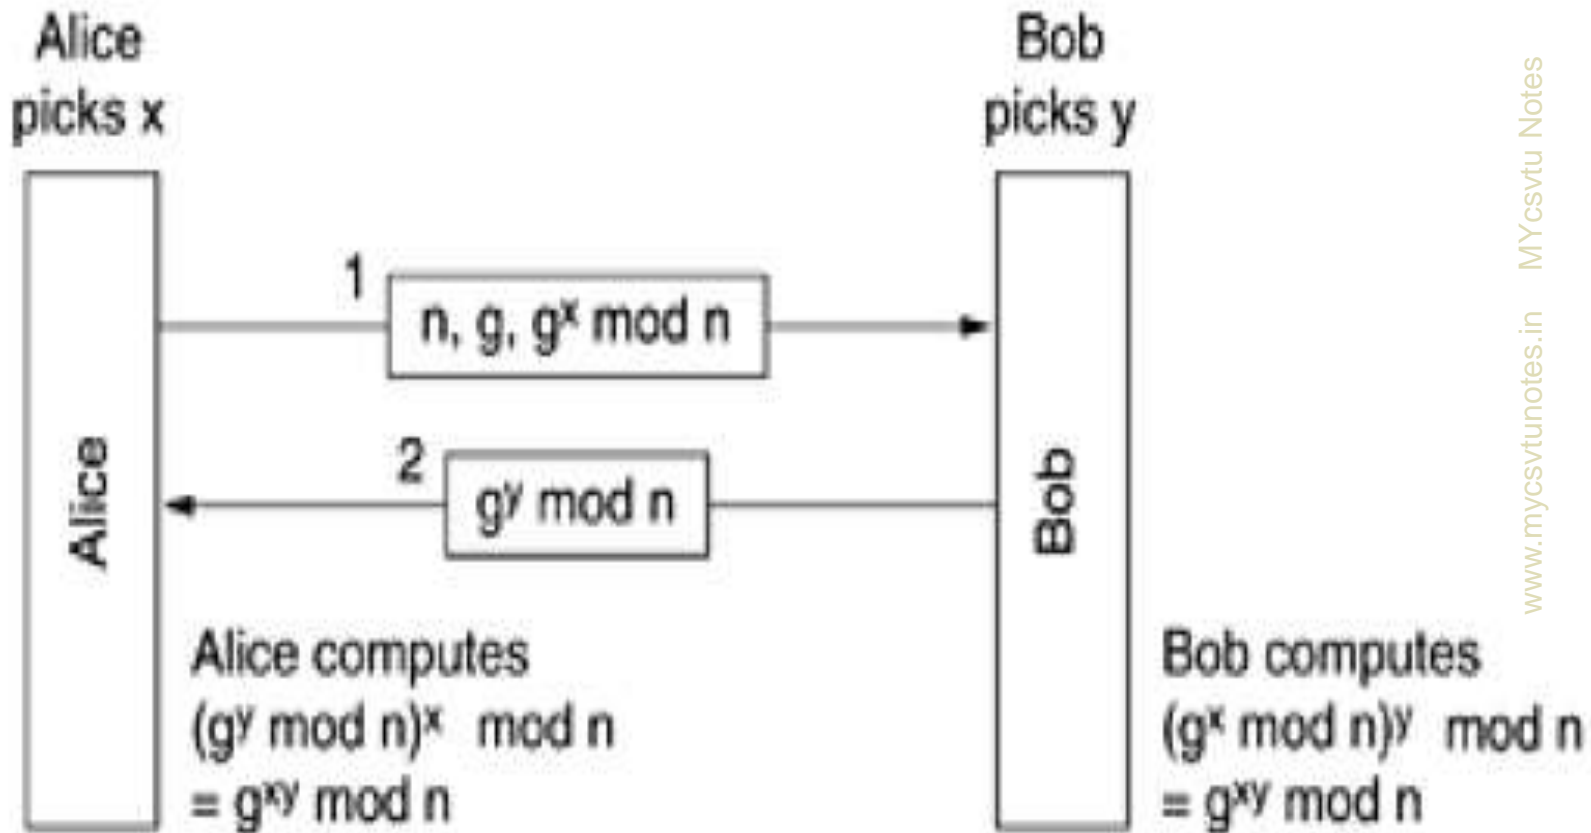 Alice
picks x
Bob
picks y
1
n, g, gˣ mod n
2
gʸ mod n
Alice
Bob
Alice computes
(gʸ mod n)ˣ mod n
= gˣʸ mod n
Bob computes
(gˣ mod n)ʸ mod n
= gˣʸ mod n
www.mycsvtunotes.in MYcsvtu Notes